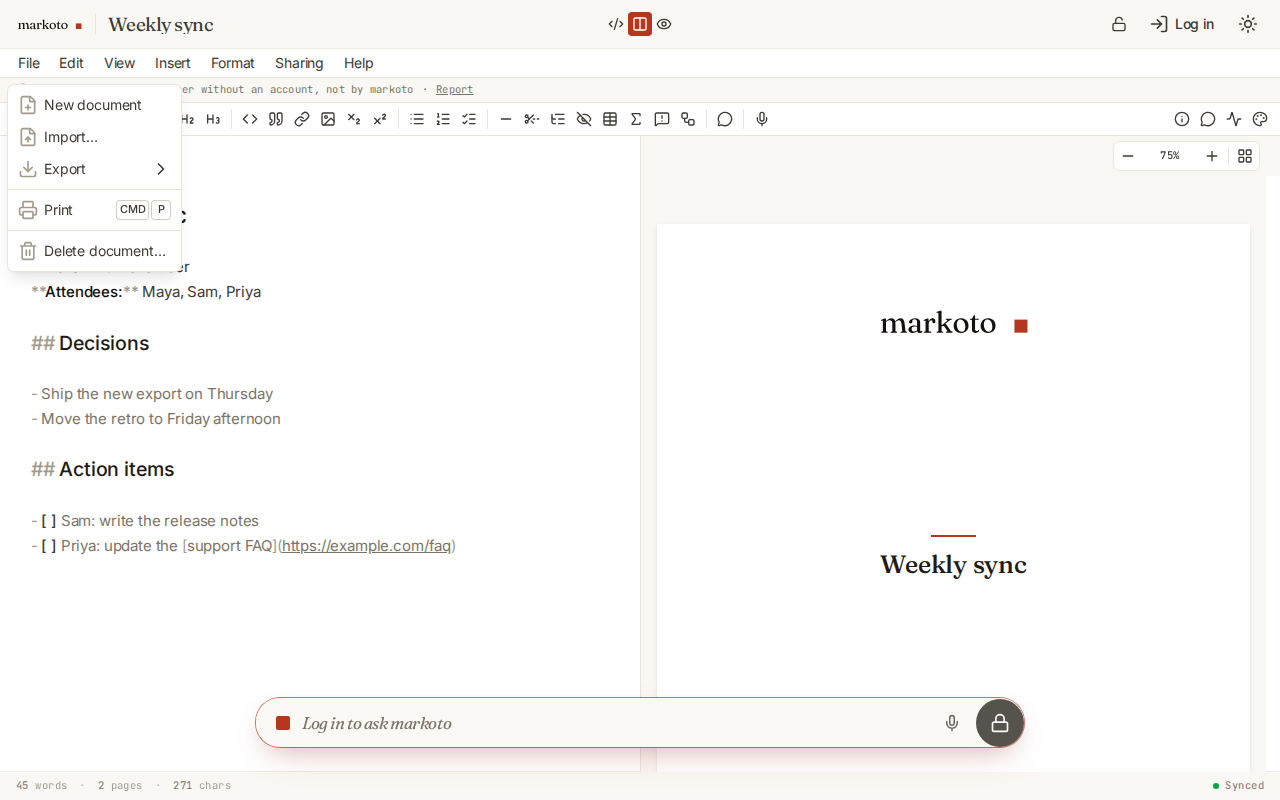 markoto
Weekly sync
Log in
File Edit View Insert Format Sharing Help
without an account, not by markoto · Report
New document
Import...
Export
Print CMD P
Delete document...
H2 H3
75%
**Attendees:** Maya, Sam, Priya
## Decisions
- Ship the new export on Thursday
- Move the retro to Friday afternoon
## Action items
- [ ] Sam: write the release notes
- [ ] Priya: update the [support FAQ](https://example.com/faq)
markoto
Weekly sync
Log in to ask markoto
45 words · 2 pages · 271 chars
Synced